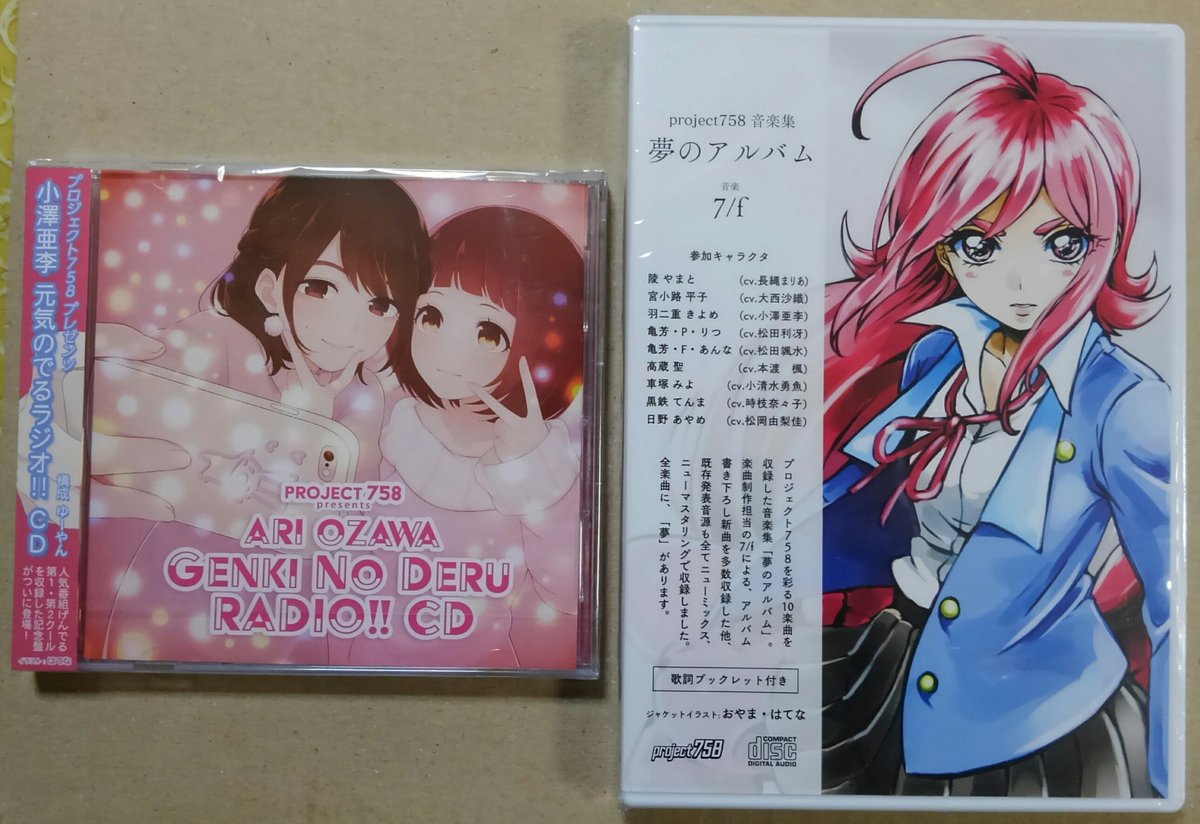 プロジェクト758 プレゼンツ
小澤亜李 元気のでるラジオ!! CD
構成 ゆーやん
人気番組げんでる
第1・第2クール
を収録した記念盤
がついに登場!
イラスト:はてな
PROJECT 758
presents
ARI OZAWA
GENKI NO DERU
RADIO!! CD
project758 音楽集
夢のアルバム
音楽
7/f
参加キャラクタ
陵 やまと (cv.長縄まりあ)
宮小路 平子 (cv.大西沙織)
羽二重 きよめ (cv.小澤亜李)
亀芳・P・りつ (cv.松田利冴)
亀芳・F・あんな (cv.松田颯水)
高蔵 聖 (cv.本渡 楓)
車塚 みよ (cv.小清水勇魚)
黒鉄 てんま (cv.時枝奈々子)
日野 あやめ (cv.松岡由梨佳)
プロジェクト758を彩る10楽曲を
収録した音楽集「夢のアルバム」。
楽曲制作担当の7/fによる、アルバム
書き下ろし新曲を多数収録した他、
既存発表音源も全てニューミックス、
ニューマスタリングで収録しました。
全楽曲に、「夢」があります。
歌詞ブックレット付き
ジャケットイラスト:おやま・はてな
project758
COMPACT
disc
DIGITAL AUDIO